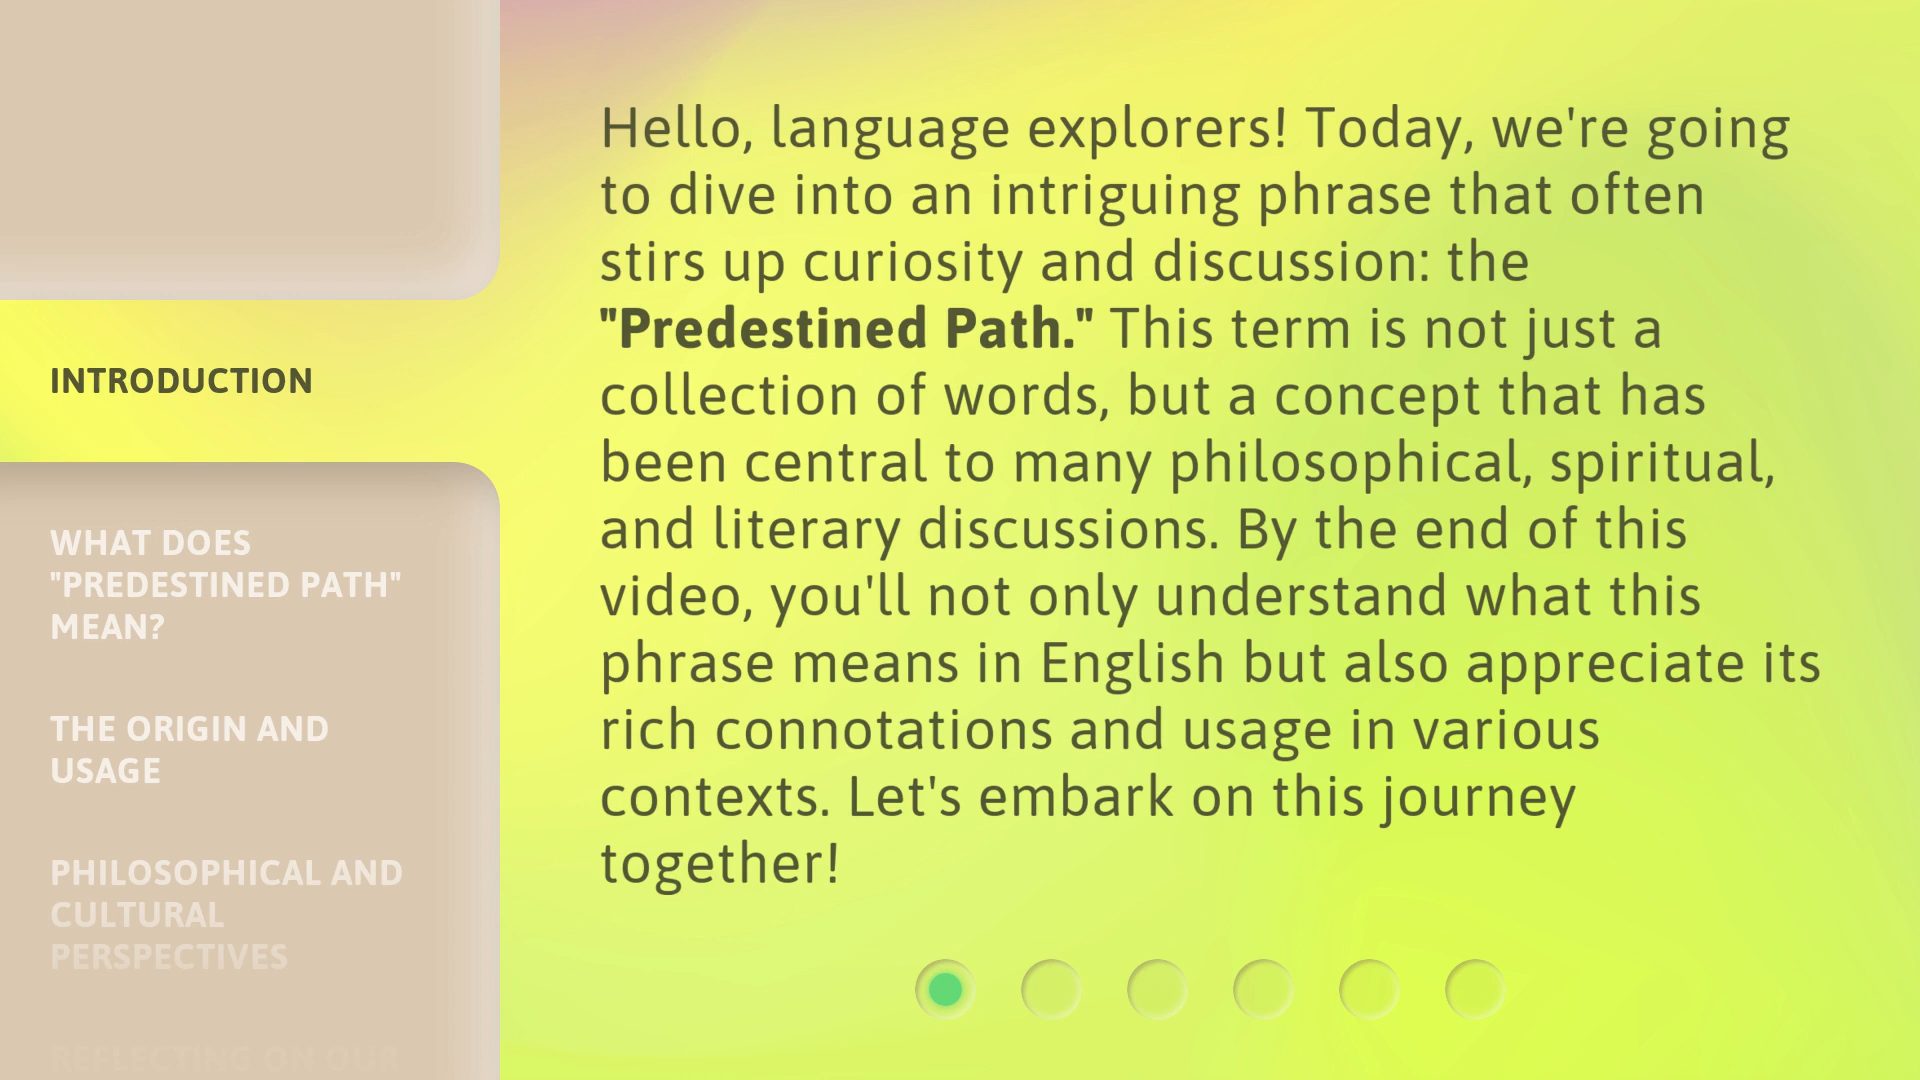 INTRODUCTION
WHAT DOES
"PREDESTINED PATH"
MEAN?
THE ORIGIN AND
USAGE
PHILOSOPHICAL AND
CULTURAL
PERSPECTIVES
REFLECTING ON OUR
Hello, language explorers! Today, we're going
to dive into an intriguing phrase that often
stirs up curiosity and discussion: the
"Predestined Path." This term is not just a
collection of words, but a concept that has
been central to many philosophical, spiritual,
and literary discussions. By the end of this
video, you'll not only understand what this
phrase means in English but also appreciate its
rich connotations and usage in various
contexts. Let's embark on this journey
together!